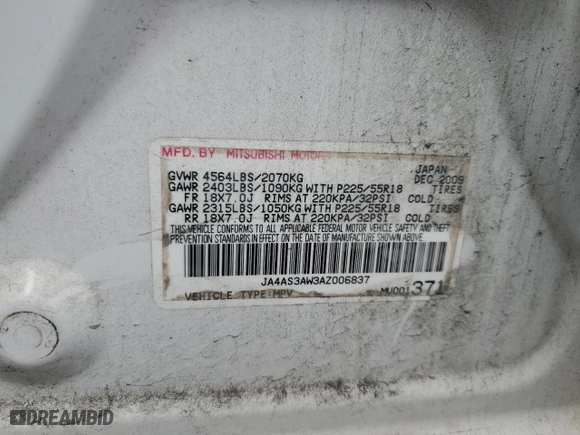 MFD. BY MITSUBISHI MOTOR
JAPAN
GVWR 4564LBS/2070KG DEC 2009
GAWR 2403LBS/1090KG WITH P225/55R18 TIRES
FR 18X7.0J RIMS AT 220KPA/32PSI COLD
GAWR 2315LBS/1050KG WITH P225/55R18 TIRES
RR 18X7.0J RIMS AT 220KPA/32PSI COLD
THIS VEHICLE CONFORMS TO ALL APPLICABLE FEDERAL MOTOR VEHICLE SAFETY AND THEFT
PREVENTION STANDARDS IN EFFECT ON THE DATE OF MANUFACTURE SHOWN ABOVE.
JA4AS3AW3AZ006837
VEHICLE TYPE:MPV MU001371
DREAMBID